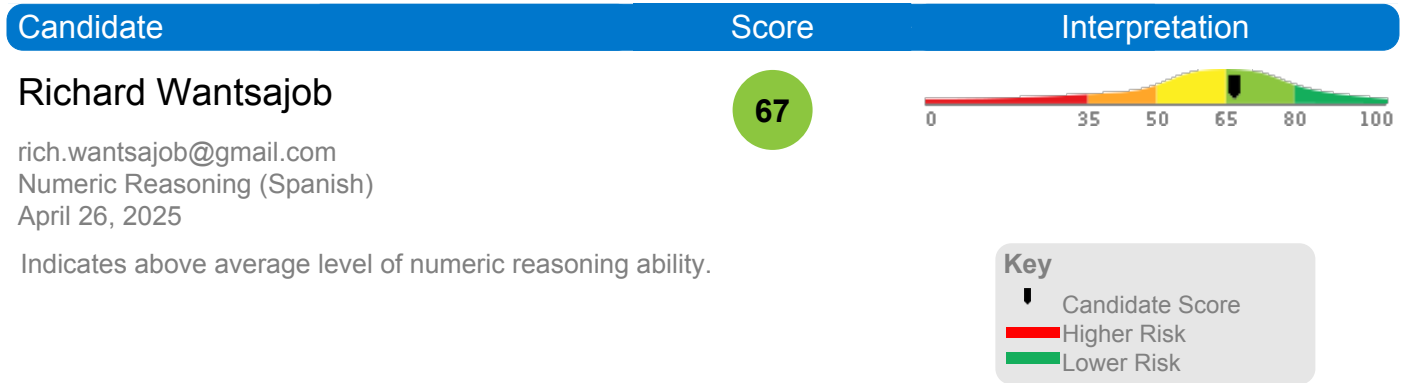 Candidate Score Interpretation
Richard Wantsajob
67
0 35 50 65 80 100
rich.wantsajob@gmail.com
Numeric Reasoning (Spanish)
April 26, 2025
Indicates above average level of numeric reasoning ability.
Key
Candidate Score
Higher Risk
Lower Risk